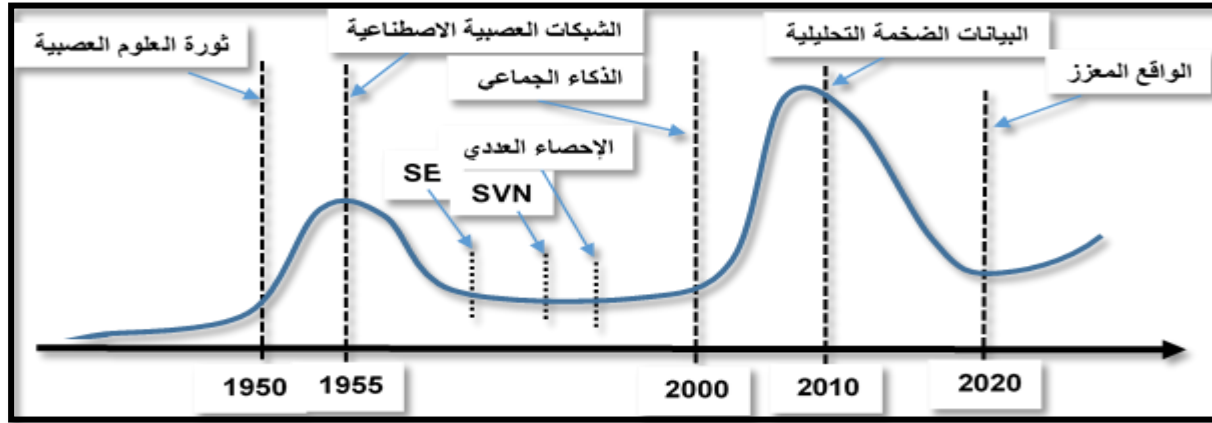 ثورة العلوم العصبية
الشبكات العصبية الاصطناعية
الذكاء الجماعي
البيانات الضخمة التحليلية
الواقع المعزز
الإحصاء العددي
SE
SVN
1950
1955
2000
2010
2020